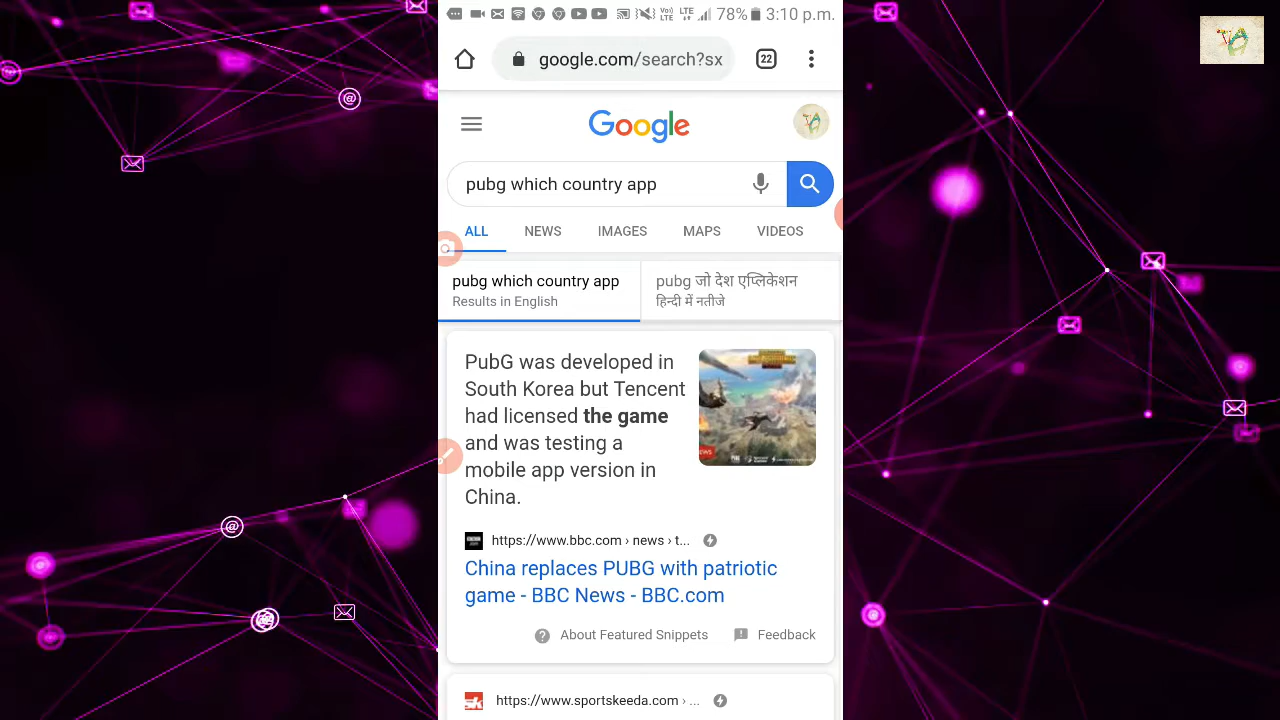 Vo)) LTE LTE 78% 3:10 p.m.
google.com/search?sx
22
Google
pubg which country app
ALL NEWS IMAGES MAPS VIDEOS
pubg which country app
Results in English
pubg जो देश एप्लिकेशन
हिन्दी में नतीजे
PubG was developed in
South Korea but Tencent
had licensed the game
and was testing a
mobile app version in
China.
https://www.bbc.com › news › t...
China replaces PUBG with patriotic
game - BBC News - BBC.com
About Featured Snippets Feedback
https://www.sportskeeda.com › ...